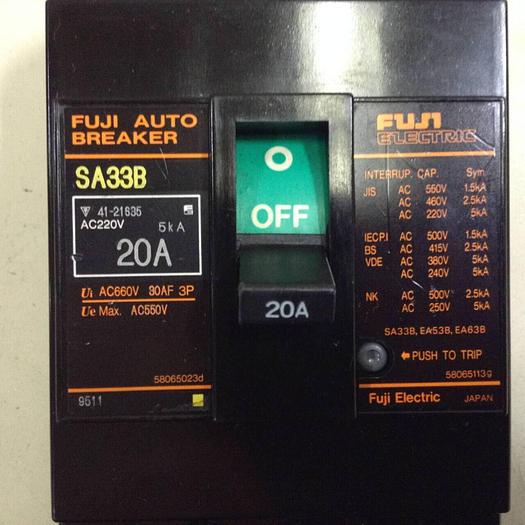 FUJI AUTO
BREAKER
SA33B
41-21635
AC220V 5kA
20A
Ui AC660V 30AF 3P
Ue Max. AC550V
58065023d
9511
O
OFF
20A
FUJI
ELECTRIC
INTERRUP. CAP. Sym
JIS AC 550V 1.5kA
AC 460V 2.5kA
AC 220V 5kA
IEC P.I AC 500V 1.5kA
BS AC 415V 2.5kA
VDE AC 380V 5kA
AC 240V 5kA
NK AC 500V 2.5kA
AC 250V 5kA
SA33B, EA53B, EA63B
PUSH TO TRIP
58065113g
Fuji Electric JAPAN